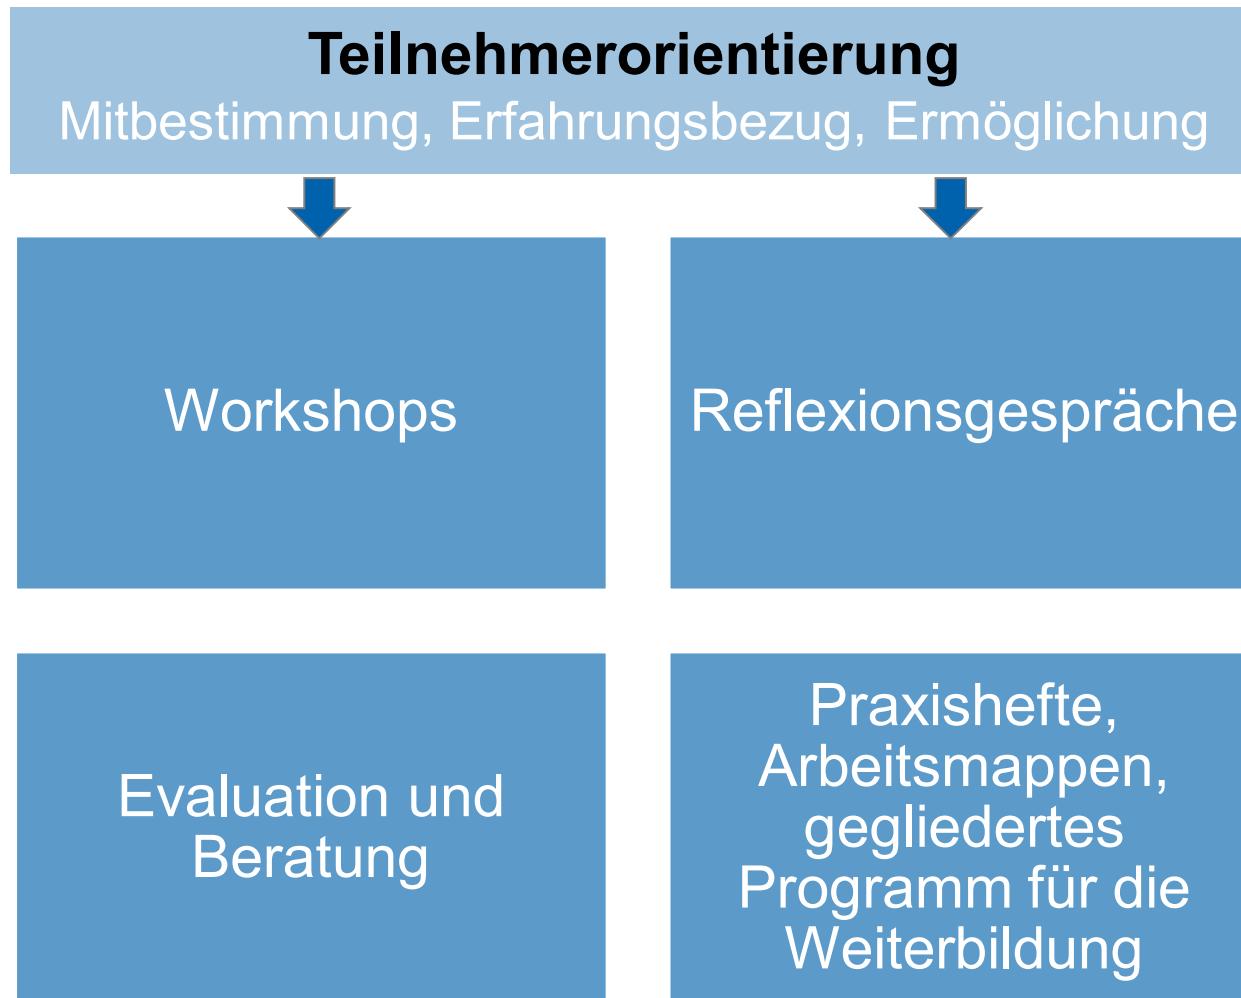 Teilnehmerorientierung
Mitbestimmung, Erfahrungsbezug, Ermöglichung
Workshops
Reflexionsgespräche
Evaluation und
Beratung
Praxishefte,
Arbeitsmappen,
gegliedertes
Programm für die
Weiterbildung